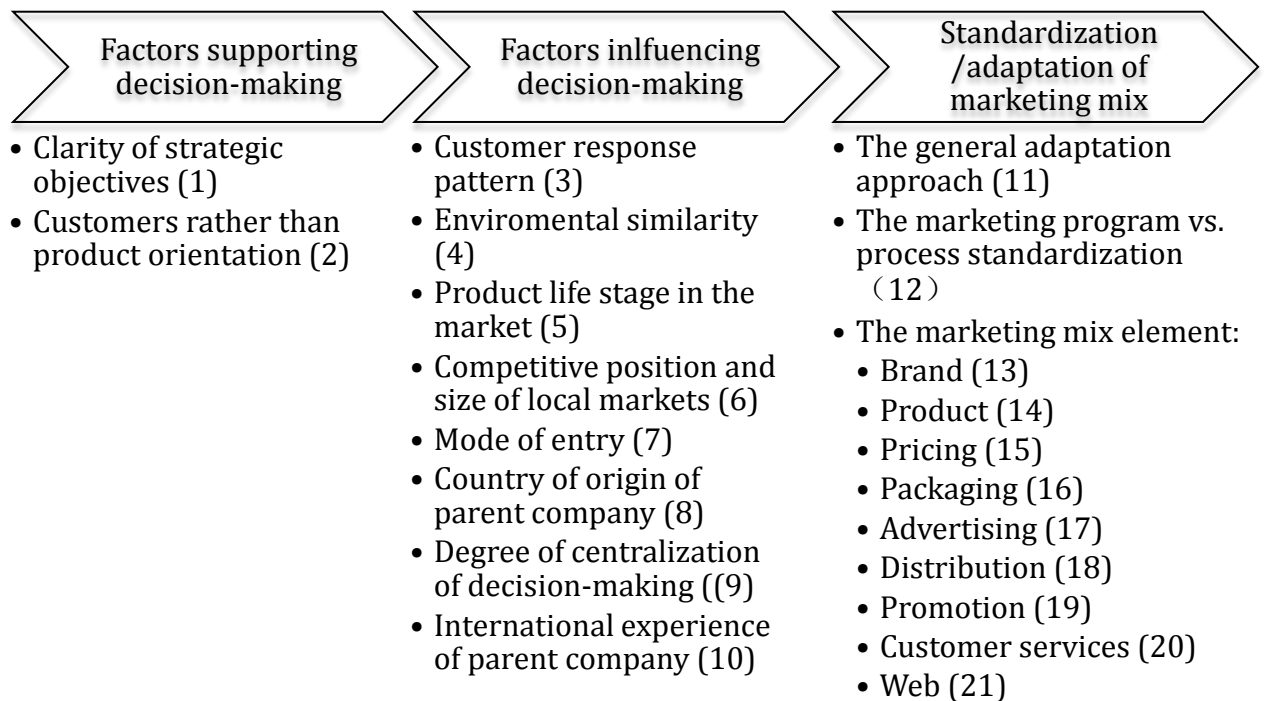 Factors supporting
decision-making
• Clarity of strategic
objectives (1)
• Customers rather than
product orientation (2)
Factors inlfuencing
decision-making
• Customer response
pattern (3)
• Enviromental similarity
(4)
• Product life stage in the
market (5)
• Competitive position and
size of local markets (6)
• Mode of entry (7)
• Country of origin of
parent company (8)
• Degree of centralization
of decision-making ((9)
• International experience
of parent company (10)
Standardization
/adaptation of
marketing mix
• The general adaptation
approach (11)
• The marketing program vs.
process standardization
（12）
• The marketing mix element:
• Brand (13)
• Product (14)
• Pricing (15)
• Packaging (16)
• Advertising (17)
• Distribution (18)
• Promotion (19)
• Customer services (20)
• Web (21)